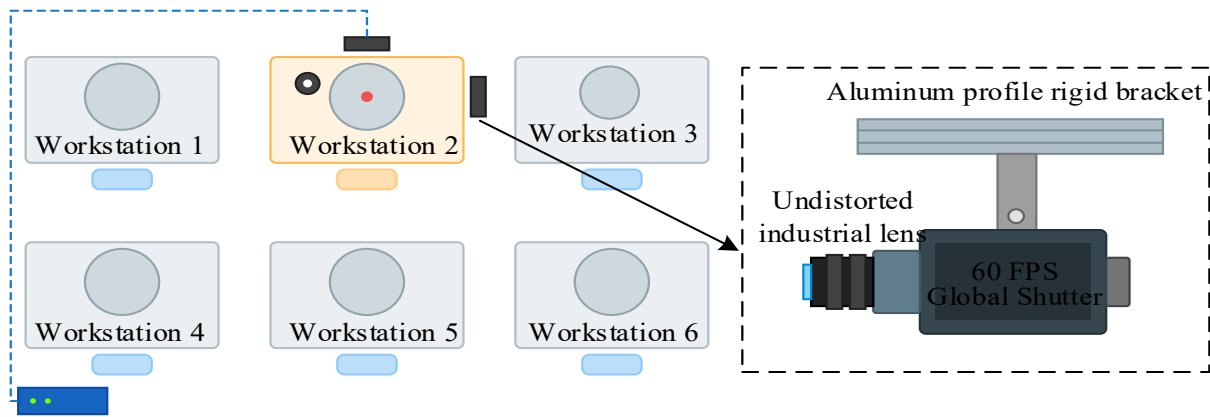 Workstation 1
Workstation 2
Workstation 3
Workstation 4
Workstation 5
Workstation 6
Aluminum profile rigid bracket
Undistorted
industrial lens
60 FPS
Global Shutter